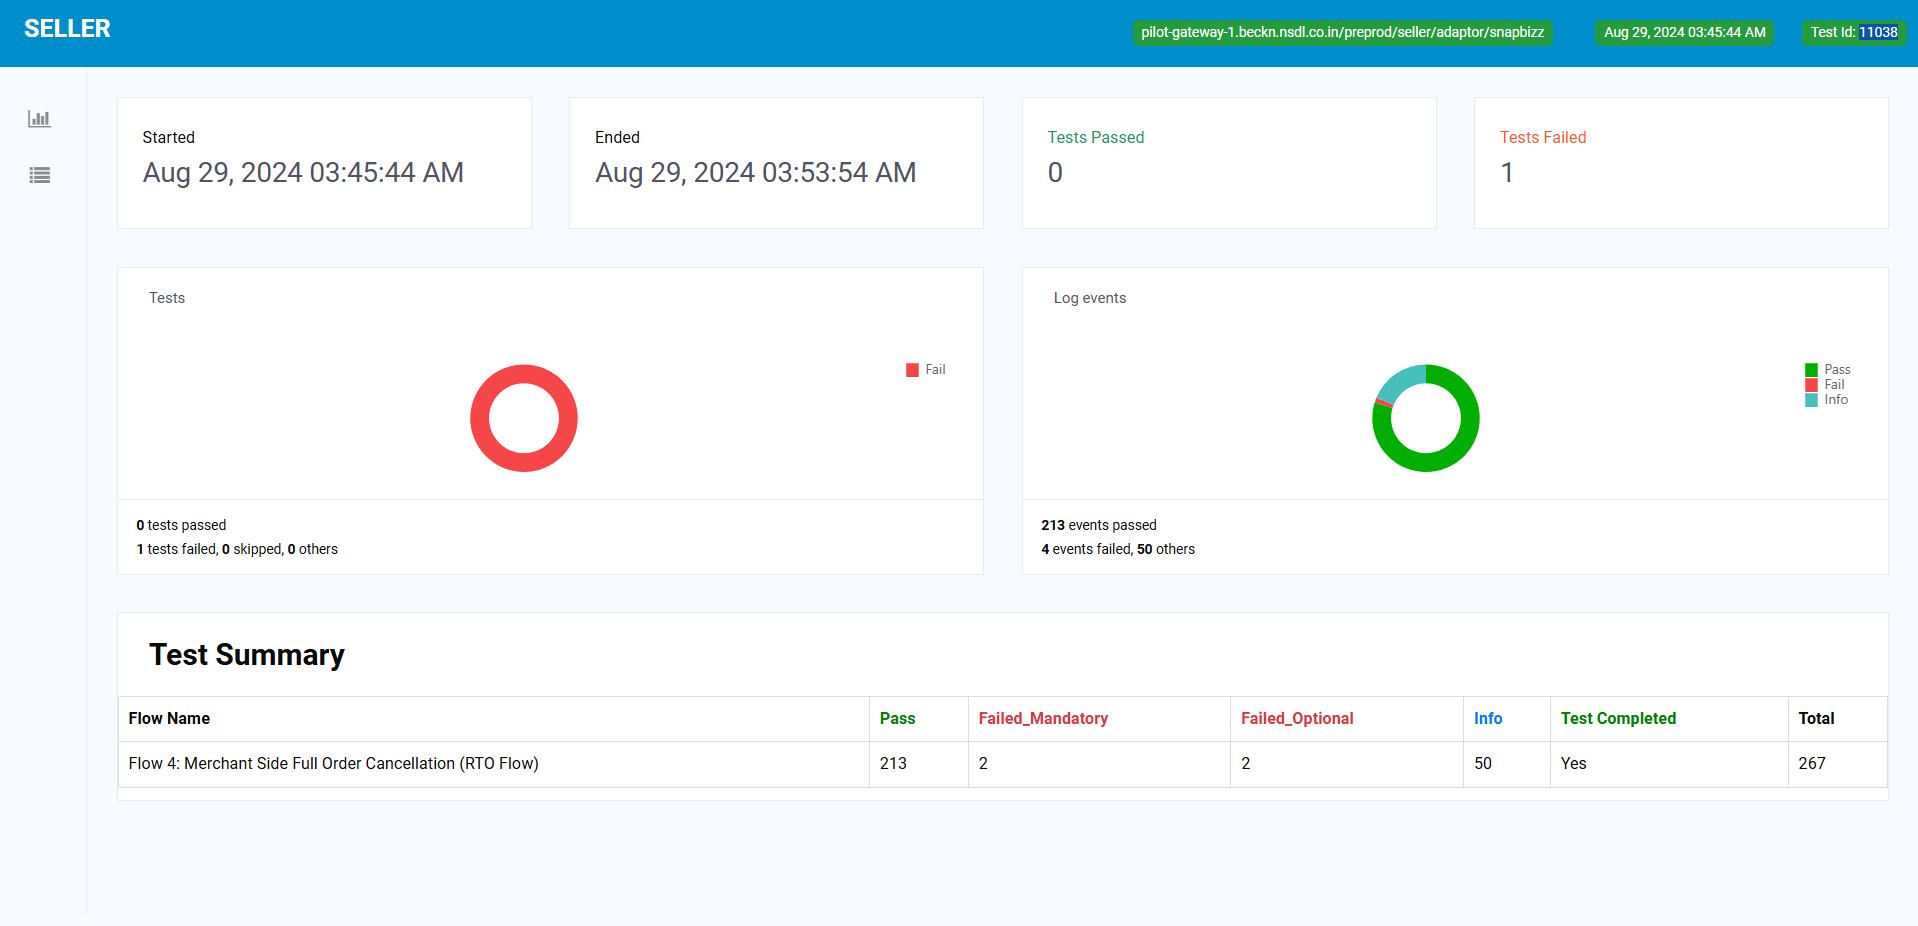 SELLER
pilot-gateway-1.beckn.nsdl.co.in/preprod/seller/adaptor/snapbizz
Aug 29, 2024 03:45:44 AM
Test Id: 11038
Started
Aug 29, 2024 03:45:44 AM
Ended
Aug 29, 2024 03:53:54 AM
Tests Passed
0
Tests Failed
1
Tests
Fail
0 tests passed
1 tests failed, 0 skipped, 0 others
Log events
Pass
Fail
Info
213 events passed
4 events failed, 50 others
Test Summary
Flow Name Pass Failed_Mandatory Failed_Optional Info Test Completed Total
Flow 4: Merchant Side Full Order Cancellation (RTO Flow) 213 2 2 50 Yes 267